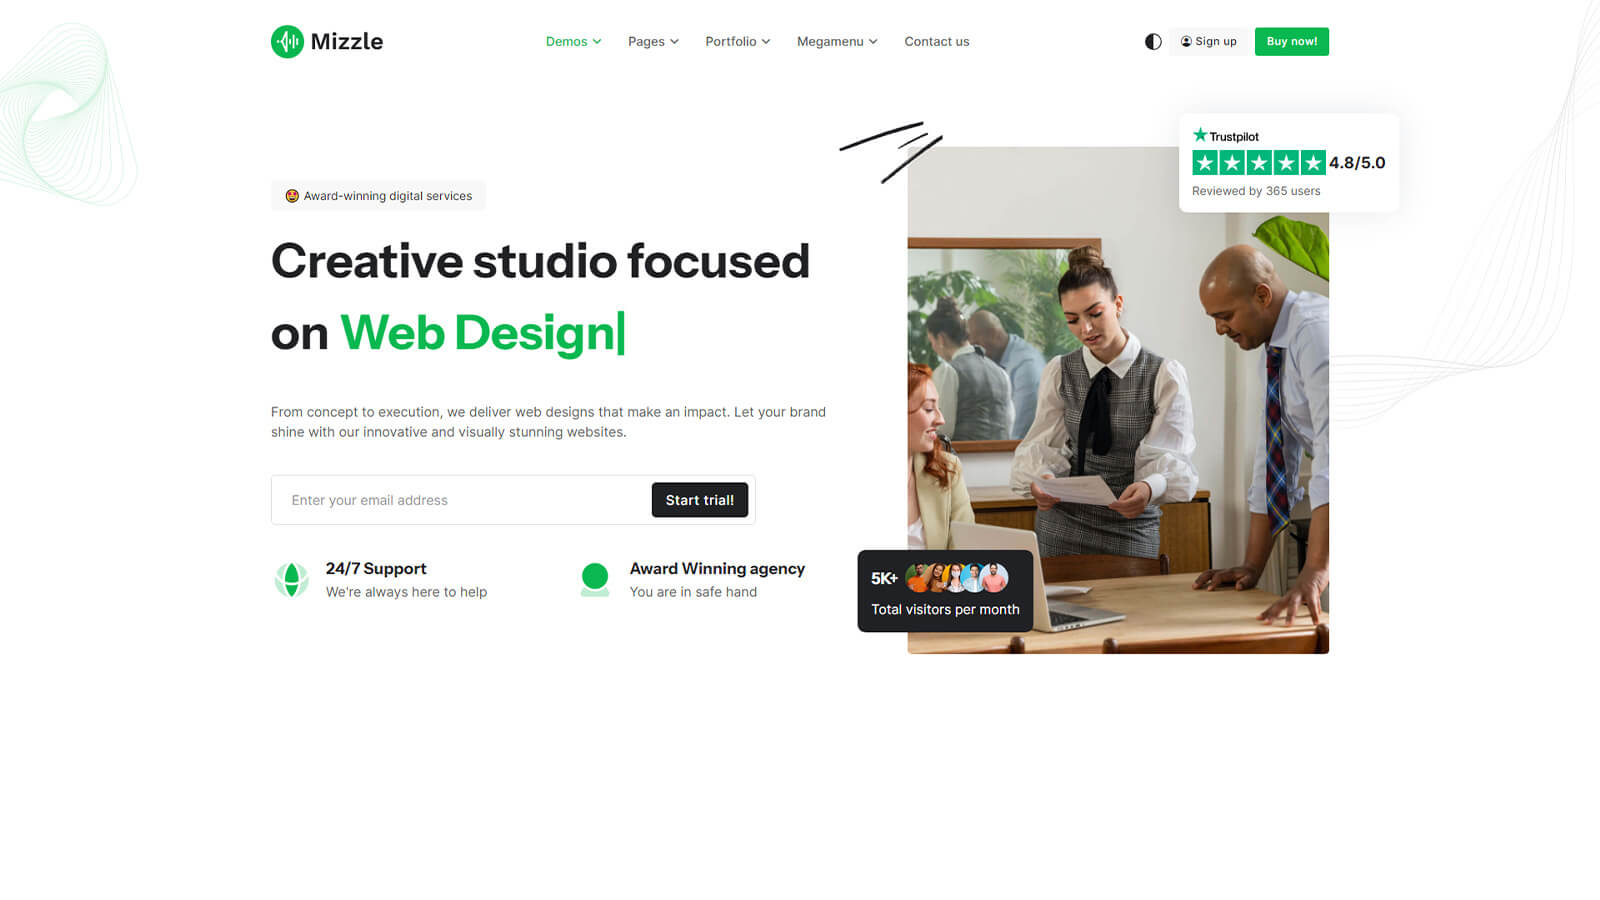 Mizzle
Demos
Pages
Portfolio
Megamenu
Contact us
Sign up
Buy now!
Trustpilot
4.8/5.0
Reviewed by 365 users
Award-winning digital services
Creative studio focused
on Web Design|
From concept to execution, we deliver web designs that make an impact. Let your brand
shine with our innovative and visually stunning websites.
Enter your email address
Start trial!
24/7 Support
We're always here to help
Award Winning agency
You are in safe hand
5K+
Total visitors per month